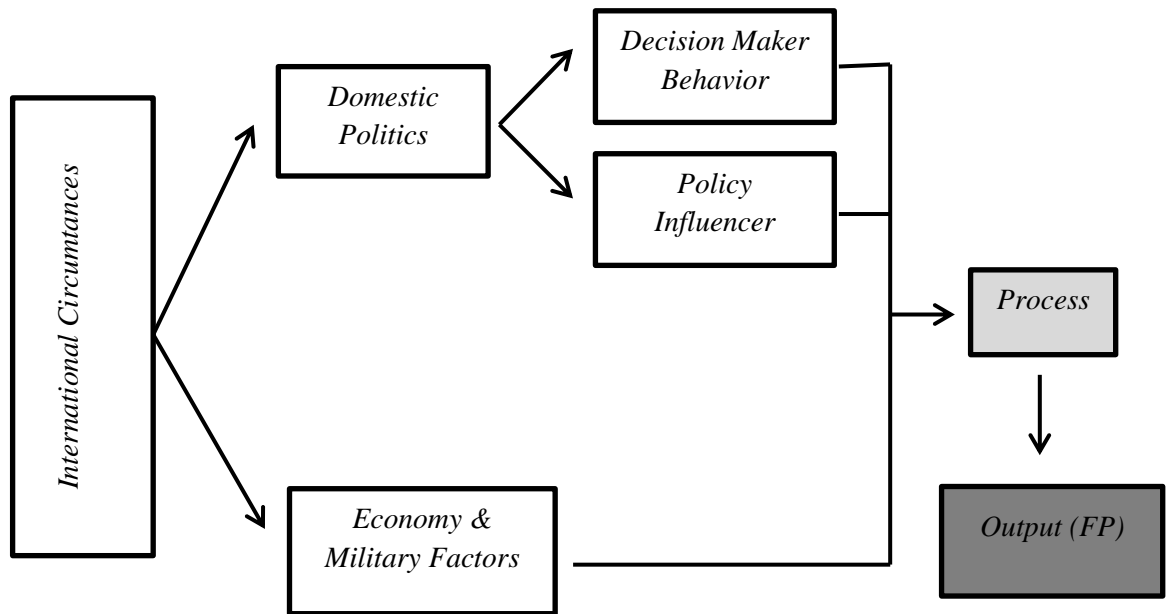 International Circumtances
Domestic
Politics
Decision Maker
Behavior
Policy
Influencer
Economy &
Military Factors
Process
Output (FP)